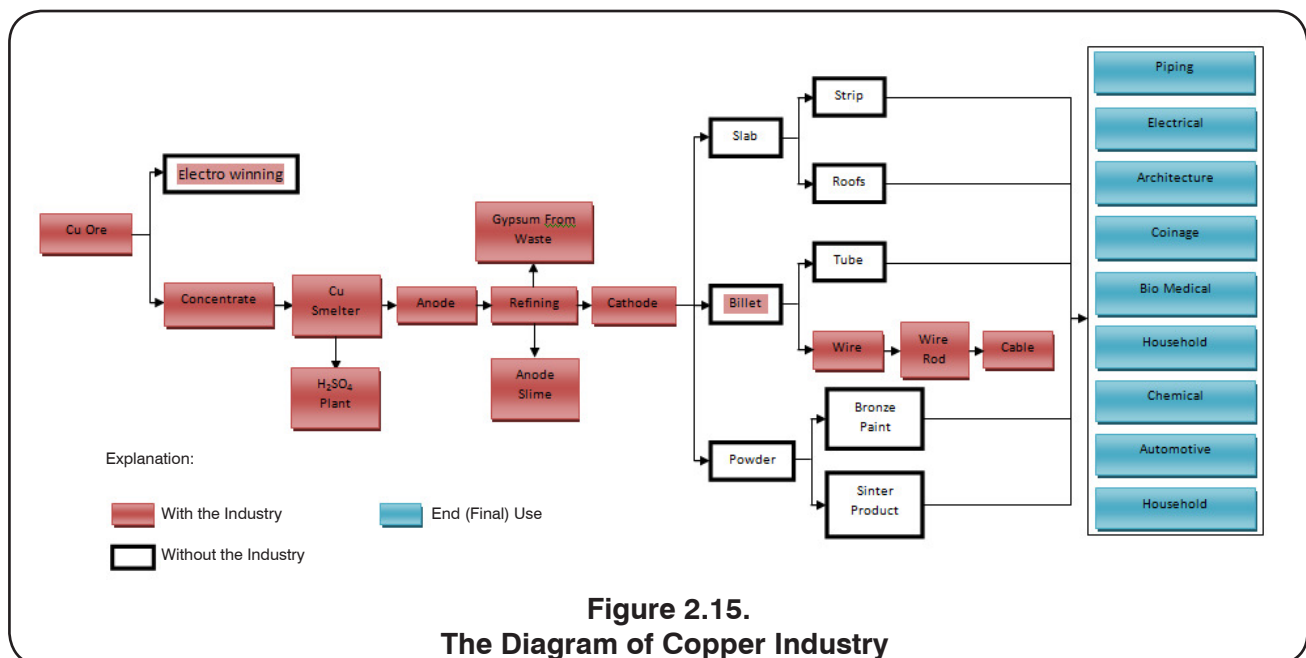 Cu Ore
Electro winning
Concentrate
Cu
Smelter
H₂SO₄
Plant
Anode
Gypsum From
Waste
Refining
Anode
Slime
Cathode
Slab
Strip
Roofs
Billet
Tube
Wire
Wire
Rod
Cable
Powder
Bronze
Paint
Sinter
Product
Piping
Electrical
Architecture
Coinage
Bio Medical
Household
Chemical
Automotive
Household
Explanation:
With the Industry
End (Final) Use
Without the Industry
Figure 2.15.
The Diagram of Copper Industry